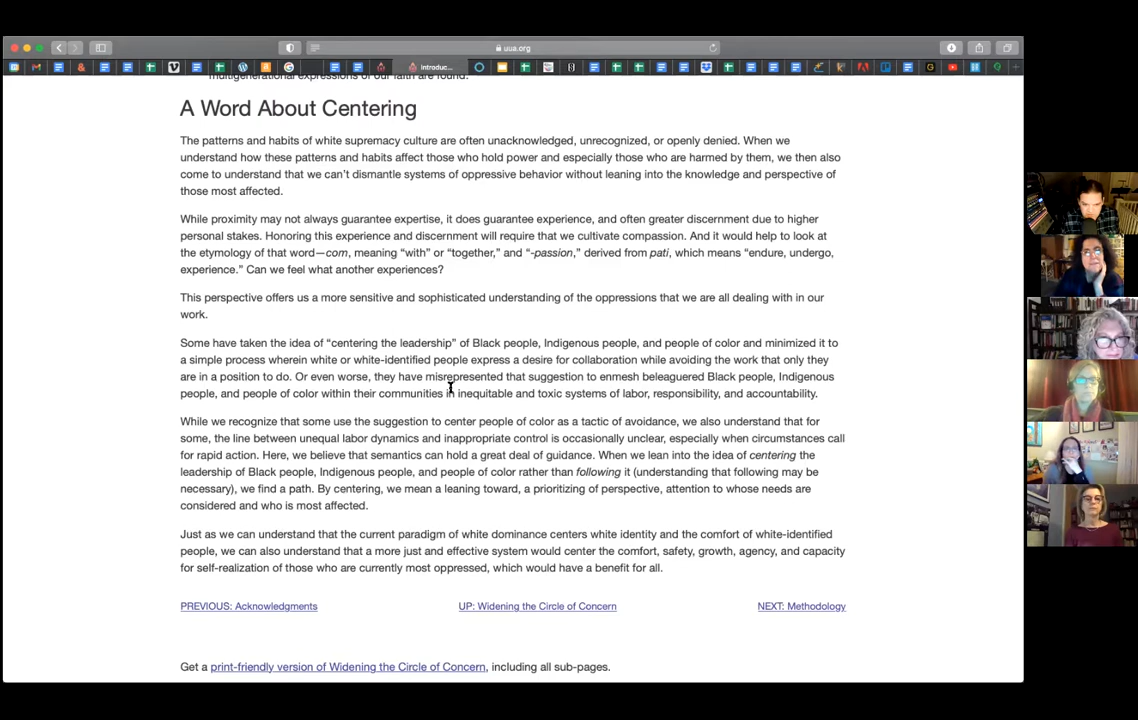 uua.org
introduc...
multigenerational expressions of our faith are found.
A Word About Centering
The patterns and habits of white supremacy culture are often unacknowledged, unrecognized, or openly denied. When we
understand how these patterns and habits affect those who hold power and especially those who are harmed by them, we then also
come to understand that we can’t dismantle systems of oppressive behavior without leaning into the knowledge and perspective of
those most affected.
While proximity may not always guarantee expertise, it does guarantee experience, and often greater discernment due to higher
personal stakes. Honoring this experience and discernment will require that we cultivate compassion. And it would help to look at
the etymology of that word—com, meaning “with” or “together,” and “-passion,” derived from pati, which means “endure, undergo,
experience.” Can we feel what another experiences?
This perspective offers us a more sensitive and sophisticated understanding of the oppressions that we are all dealing with in our
work.
Some have taken the idea of “centering the leadership” of Black people, Indigenous people, and people of color and minimized it to
a simple process wherein white or white-identified people express a desire for collaboration while avoiding the work that only they
are in a position to do. Or even worse, they have misrepresented that suggestion to enmesh beleaguered Black people, Indigenous
people, and people of color within their communities in inequitable and toxic systems of labor, responsibility, and accountability.
While we recognize that some use the suggestion to center people of color as a tactic of avoidance, we also understand that for
some, the line between unequal labor dynamics and inappropriate control is occasionally unclear, especially when circumstances call
for rapid action. Here, we believe that semantics can hold a great deal of guidance. When we lean into the idea of centering the
leadership of Black people, Indigenous people, and people of color rather than following it (understanding that following may be
necessary), we find a path. By centering, we mean a leaning toward, a prioritizing of perspective, attention to whose needs are
considered and who is most affected.
Just as we can understand that the current paradigm of white dominance centers white identity and the comfort of white-identified
people, we can also understand that a more just and effective system would center the comfort, safety, growth, agency, and capacity
for self-realization of those who are currently most oppressed, which would have a benefit for all.
PREVIOUS: Acknowledgments
UP: Widening the Circle of Concern
NEXT: Methodology
Get a print-friendly version of Widening the Circle of Concern, including all sub-pages.